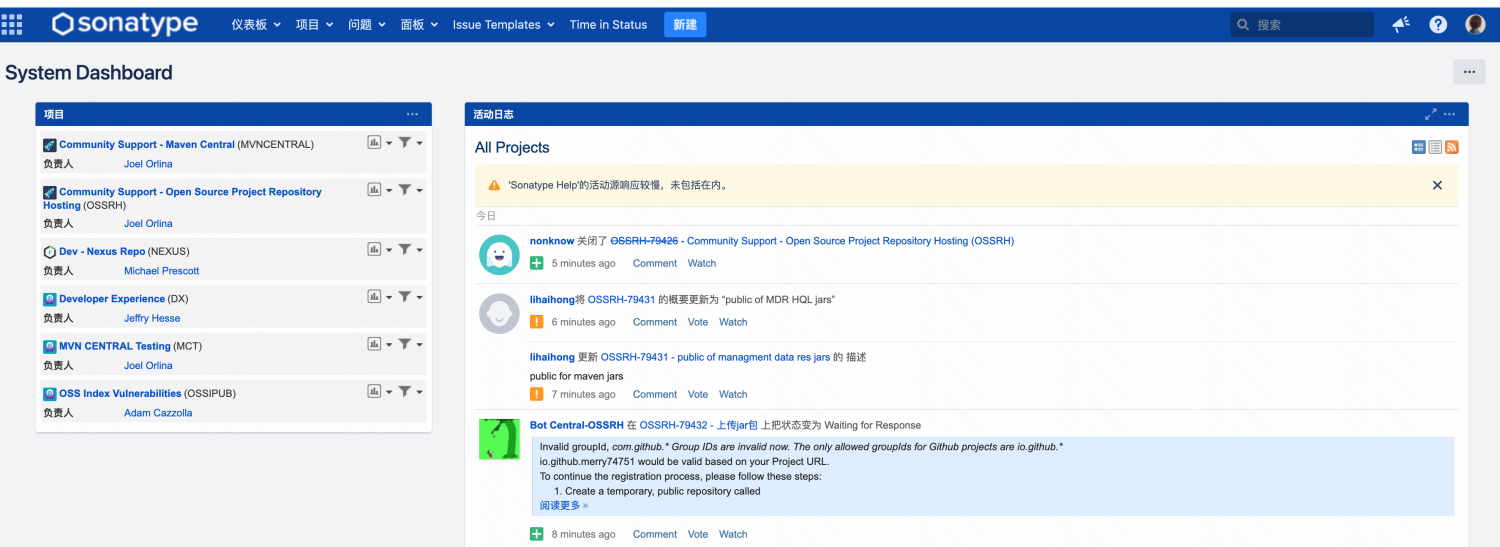 sonatype 仪表板 项目 问题 面板 Issue Templates Time in Status 新建 搜索
System Dashboard
项目
Community Support - Maven Central (MVNCENTRAL)
负责人 Joel Orlina
Community Support - Open Source Project Repository
Hosting (OSSRH)
负责人 Joel Orlina
Dev - Nexus Repo (NEXUS)
负责人 Michael Prescott
Developer Experience (DX)
负责人 Jeffry Hesse
MVN CENTRAL Testing (MCT)
负责人 Joel Orlina
OSS Index Vulnerabilities (OSSIPUB)
负责人 Adam Cazzolla
活动日志
All Projects
'Sonatype Help'的活动源响应较慢，未包括在内。
今日
nonknow 关闭了 OSSRH-79426 - Community Support - Open Source Project Repository Hosting (OSSRH)
5 minutes ago Comment Watch
lihaihong将 OSSRH-79431 的概要更新为 “public of MDR HQL jars”
6 minutes ago Comment Vote Watch
lihaihong 更新 OSSRH-79431 - public of managment data res jars 的 描述
public for maven jars
7 minutes ago Comment Vote Watch
Bot Central-OSSRH 在 OSSRH-79432 - 上传jar包 上把状态变为 Waiting for Response
Invalid groupId, com.github.* Group IDs are invalid now. The only allowed groupIds for Github projects are io.github.*
io.github.merry74751 would be valid based on your Project URL.
To continue the registration process, please follow these steps:
1. Create a temporary, public repository called
阅读更多 »
8 minutes ago Comment Vote Watch